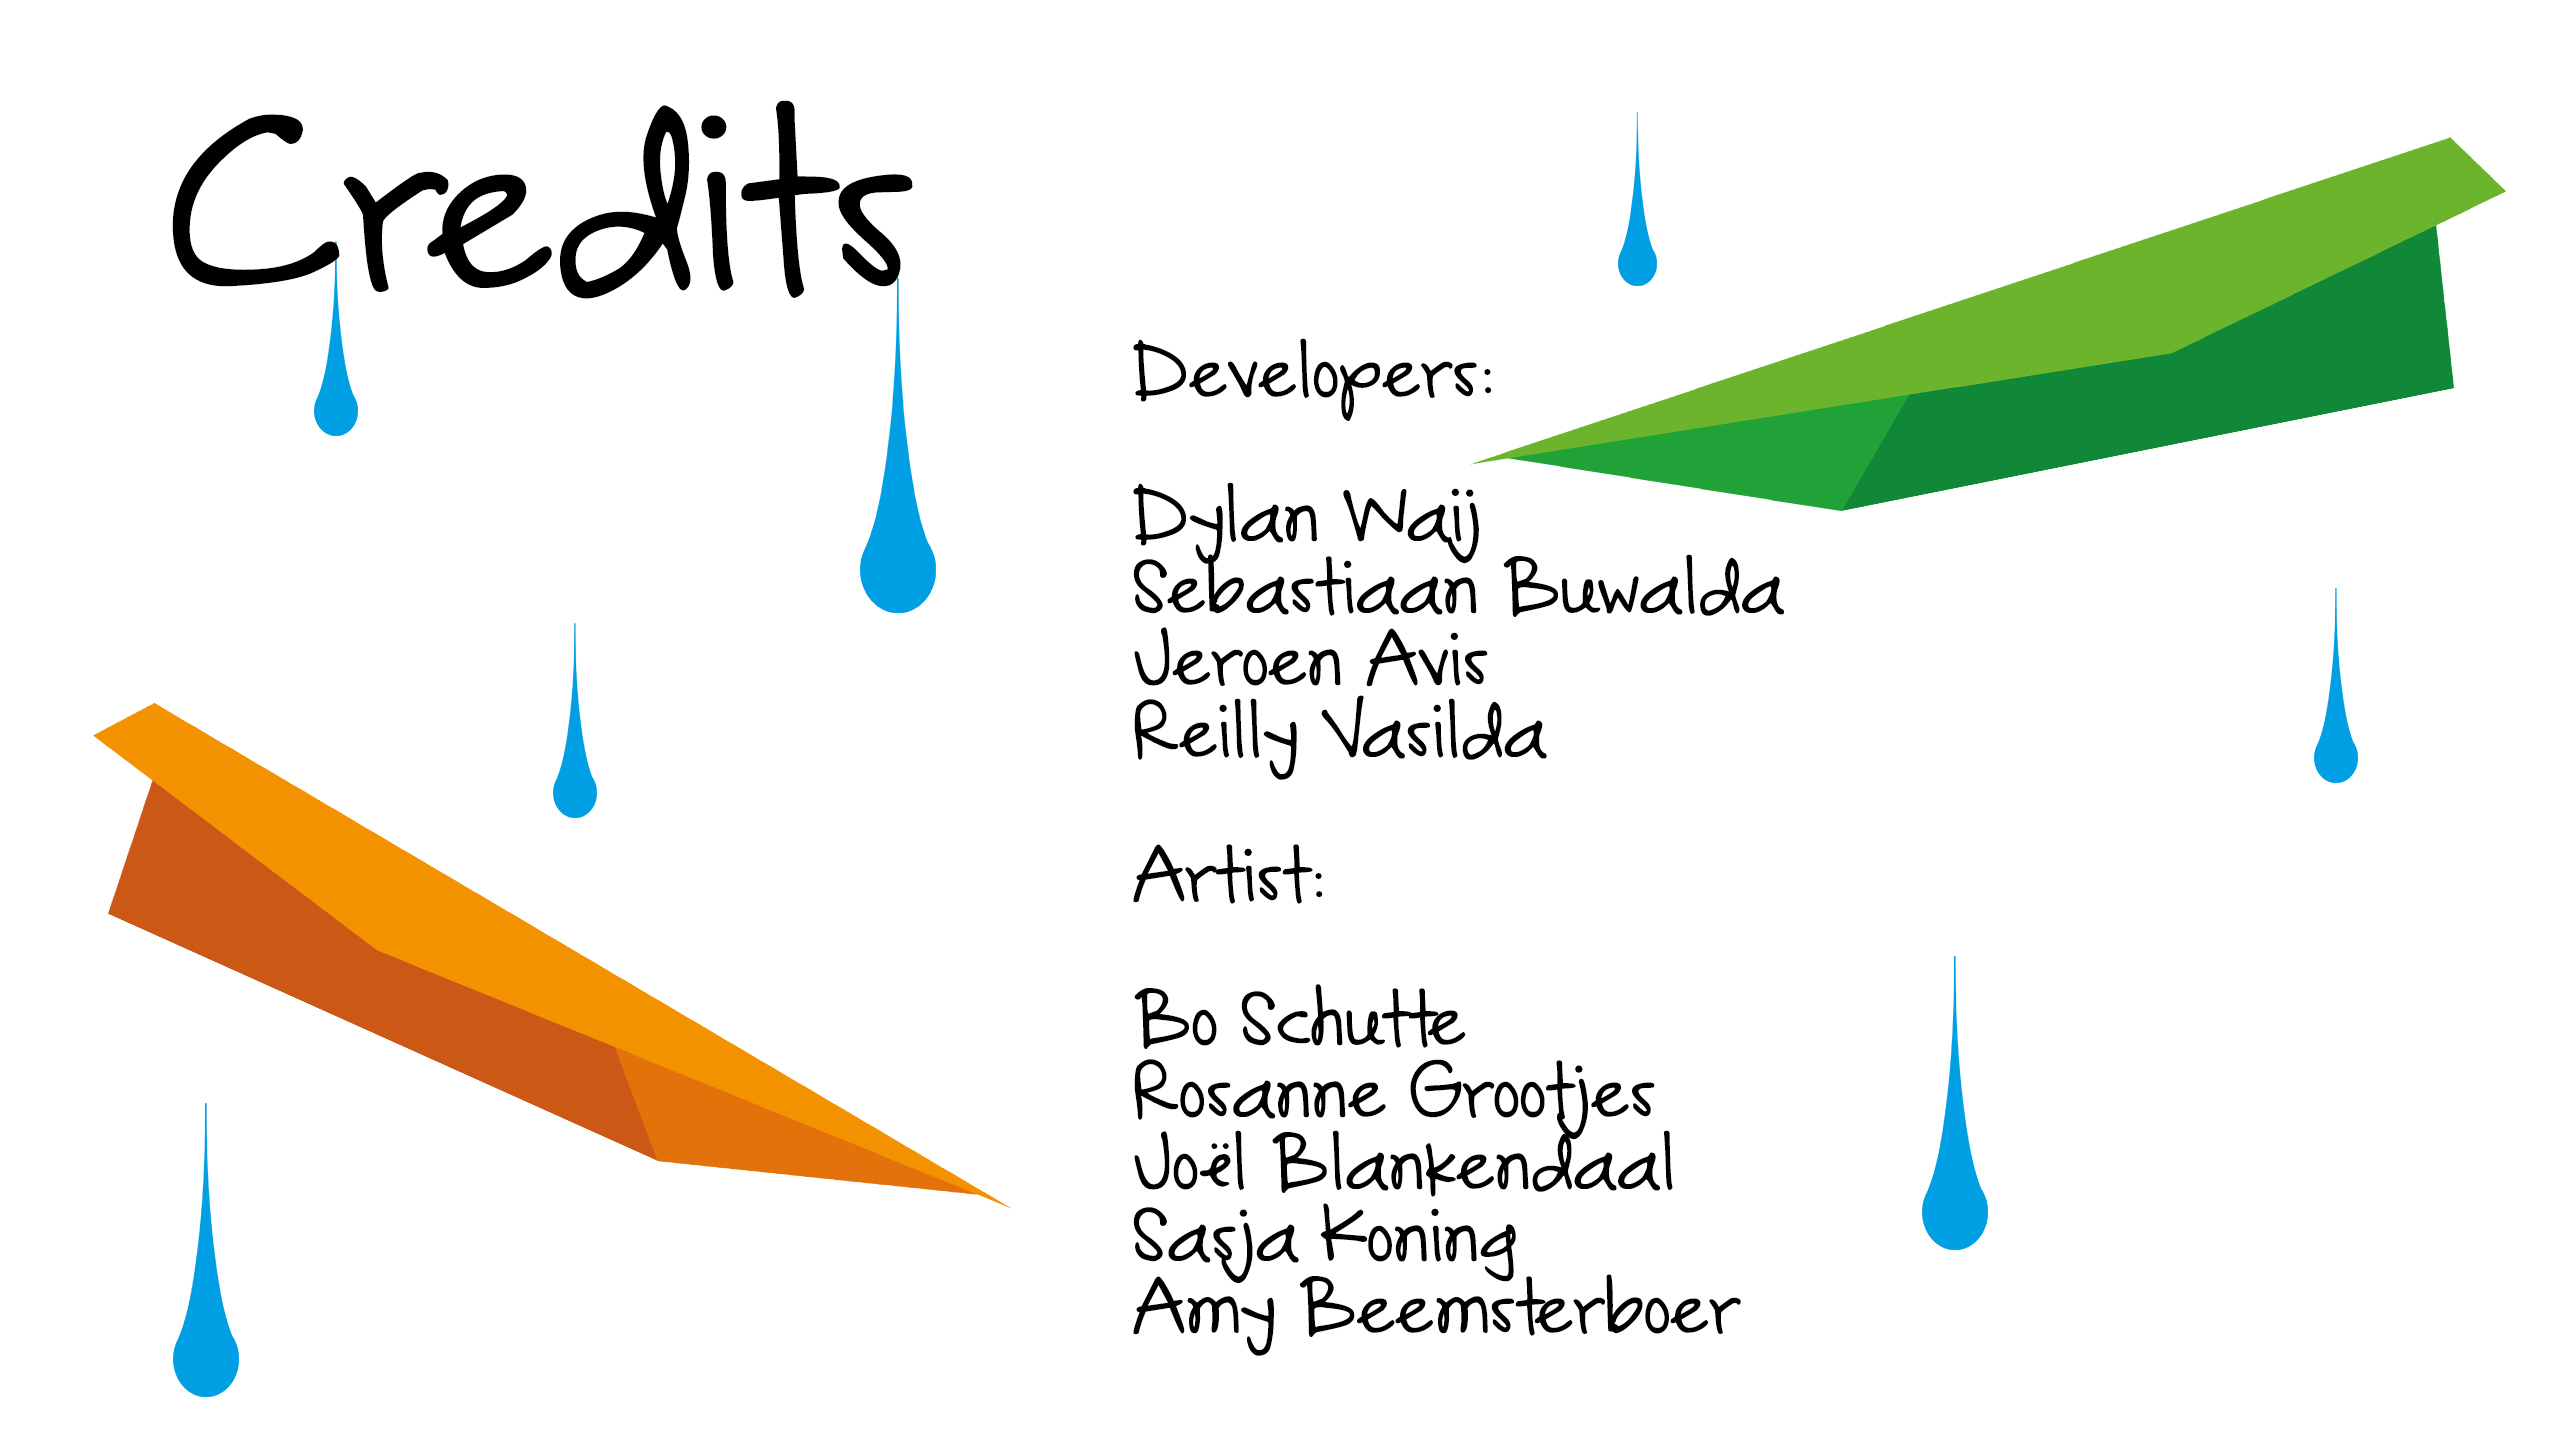 Credits
Developers:
Dylan Waij
Sebastiaan Buwalda
Jeroen Avis
Reilly Vasilda
Artist:
Bo Schutte
Rosanne Grootjes
Joël Blankendaal
Sasja Koning
Amy Beemsterboer